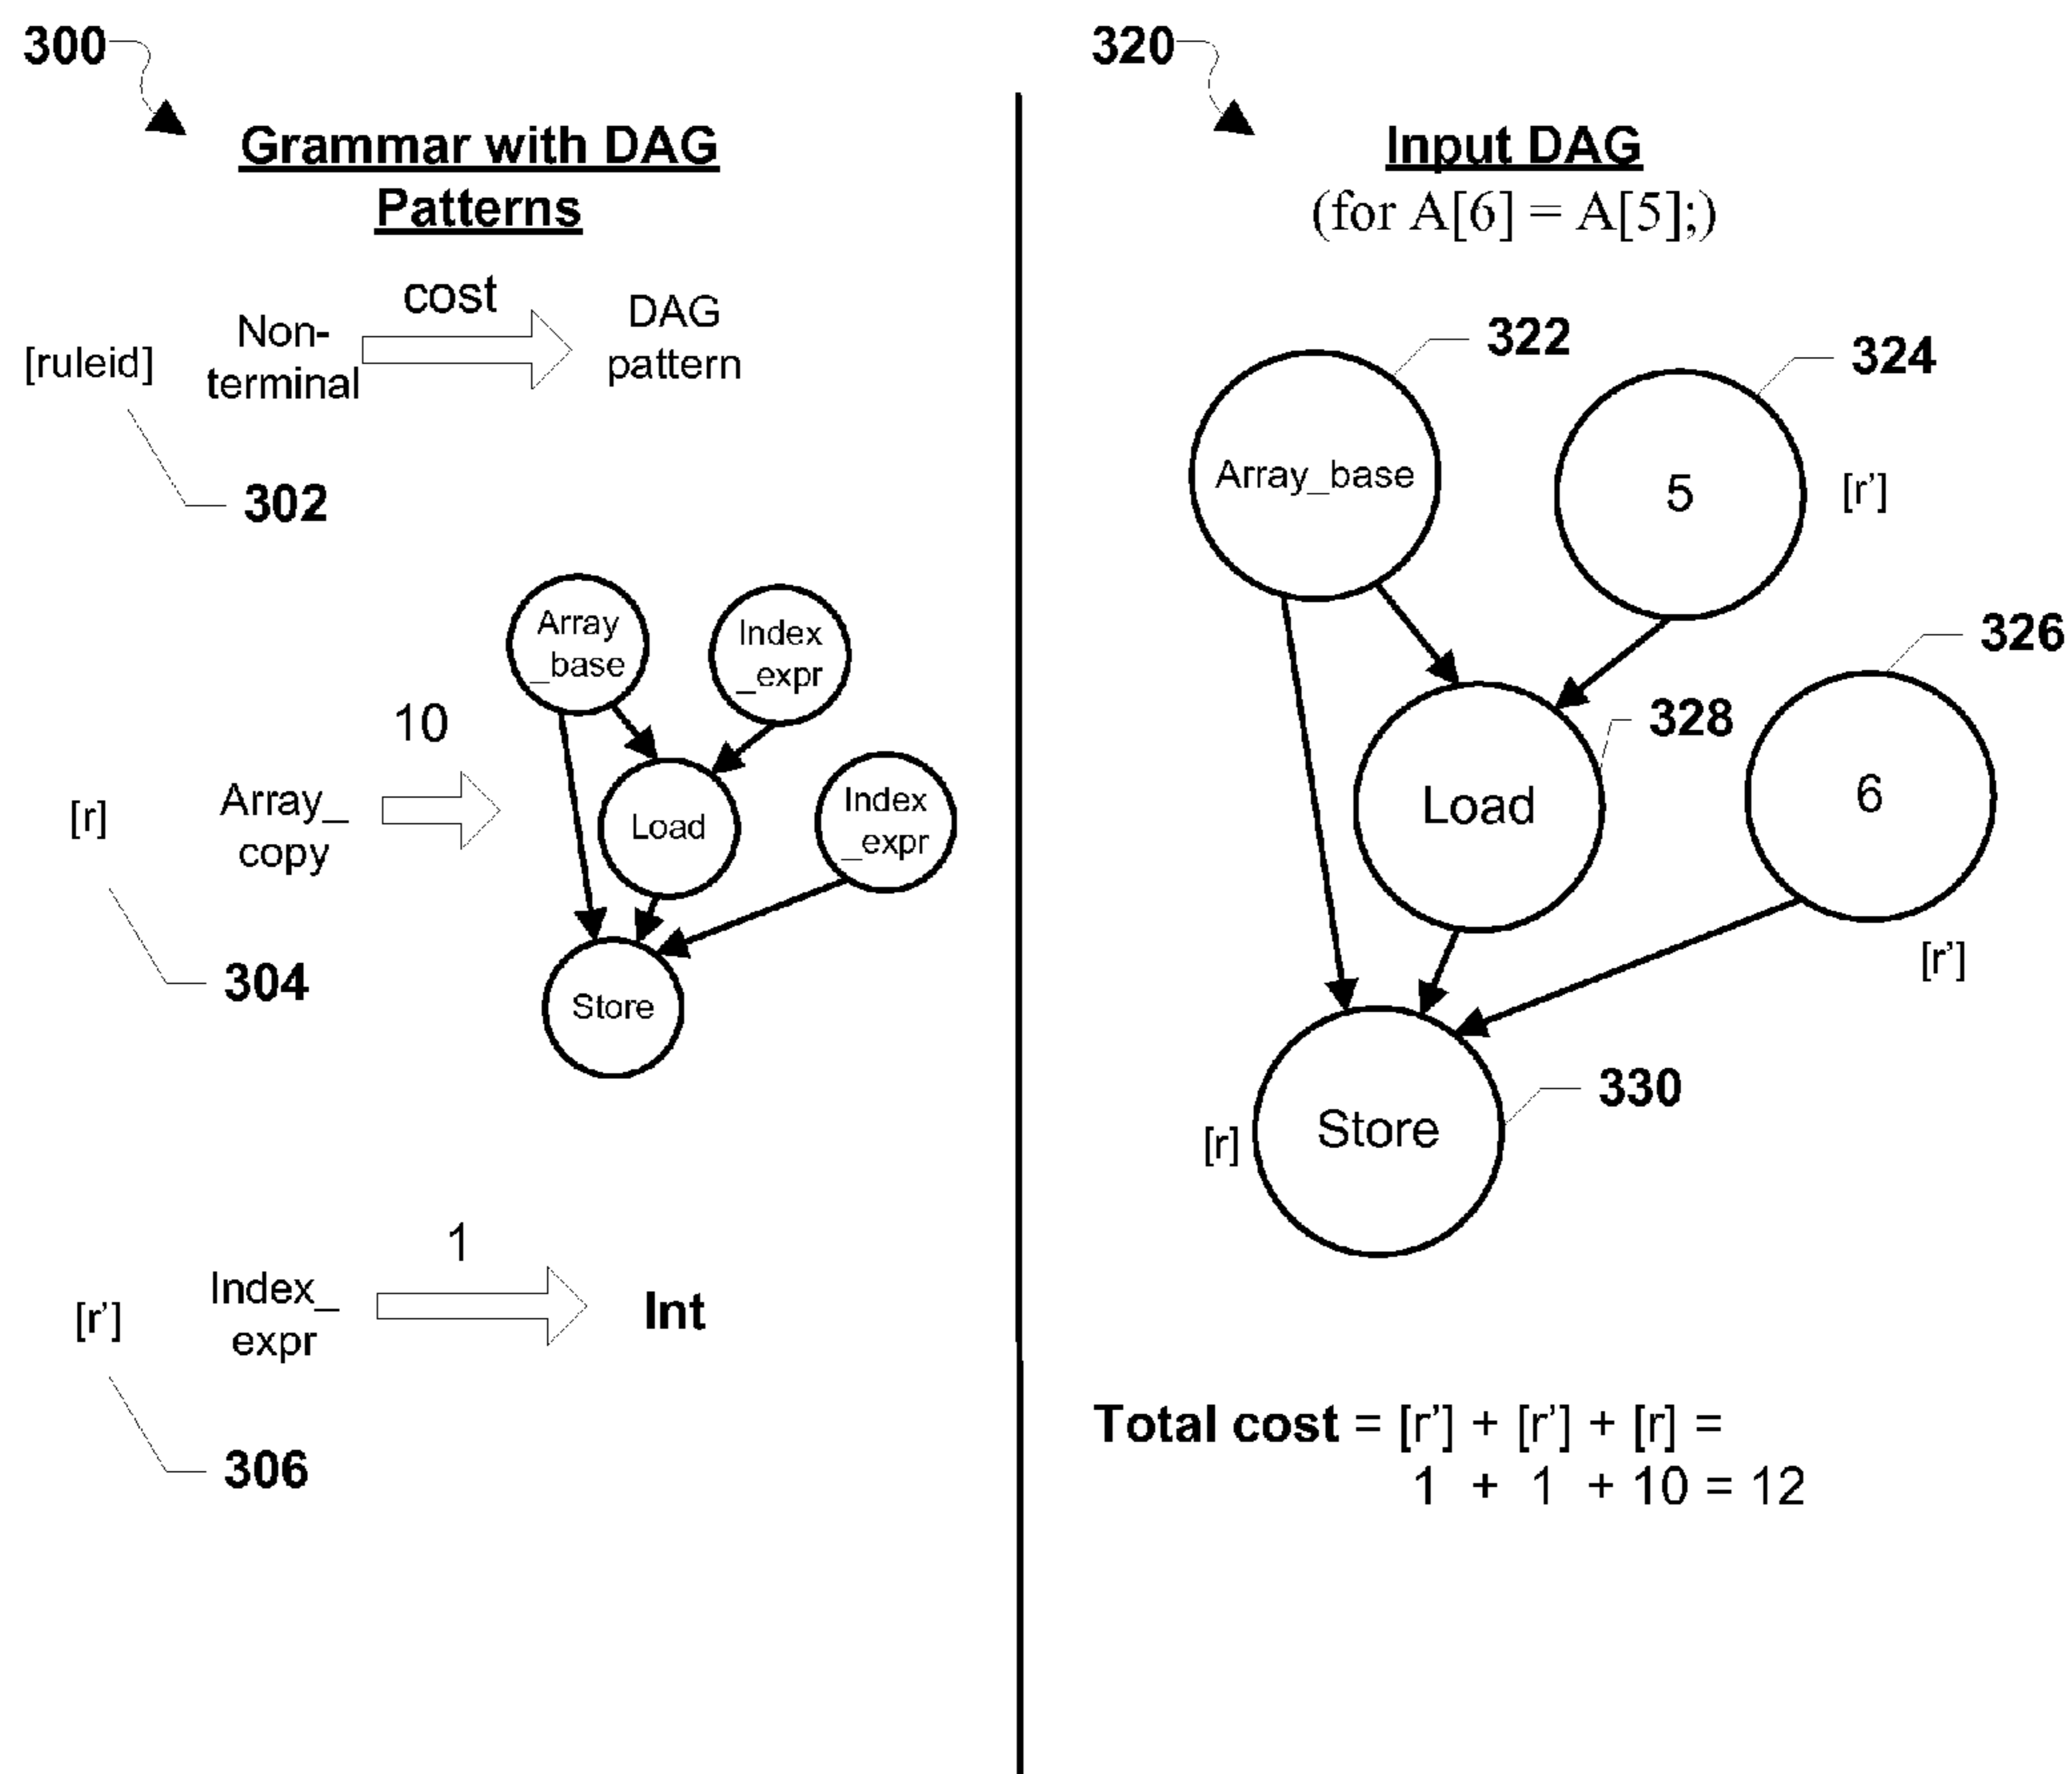 300
Grammar with DAG
Patterns
[ruleid]
Non-
terminal
cost
DAG
pattern
302
[r]
Array_
copy
10
Array
_base
Index
_expr
Load
Index
_expr
Store
304
[r']
Index_
expr
1
Int
306
320
Input DAG
(for A[6] = A[5];)
322
Array_base
324
5
[r']
326
6
[r']
328
Load
330
Store
[r]
Total cost = [r'] + [r'] + [r] =
1 + 1 + 10 = 12